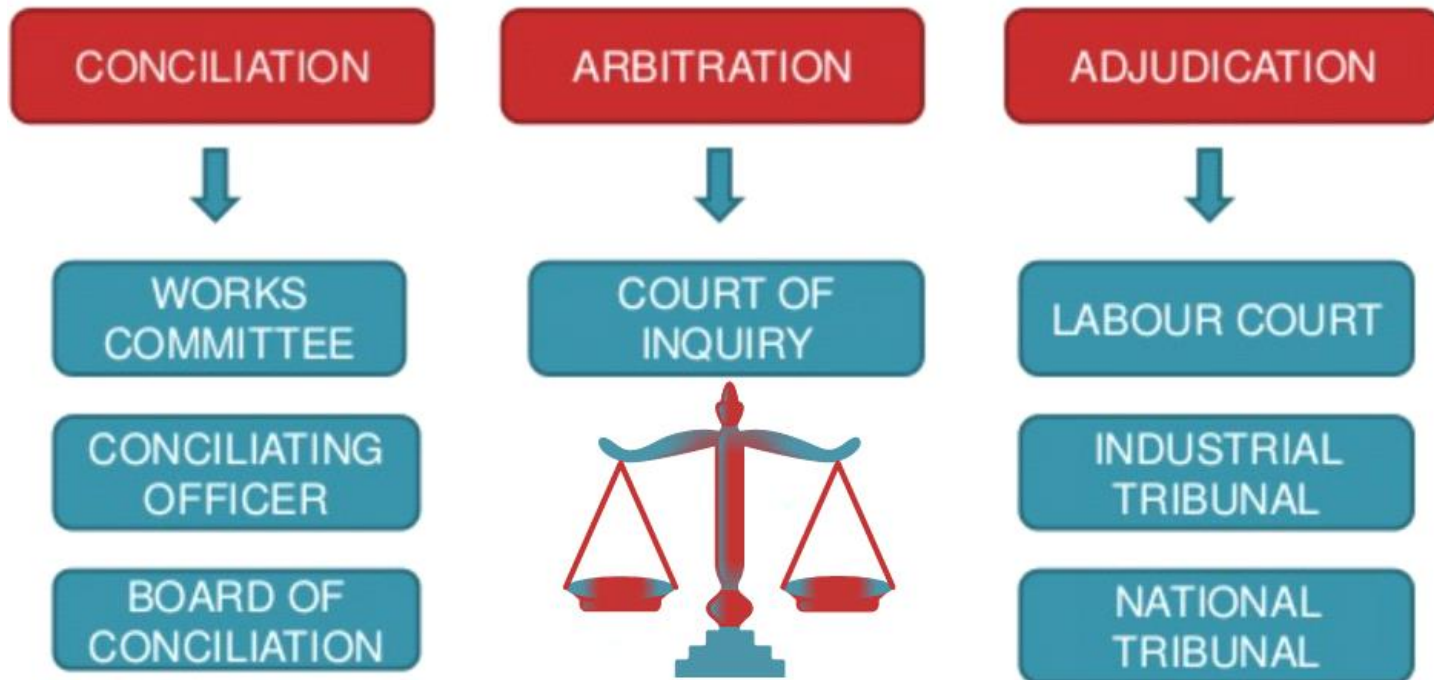 CONCILIATION
ARBITRATION
ADJUDICATION
WORKS
COMMITTEE
COURT OF
INQUIRY
LABOUR COURT
CONCILIATING
OFFICER
INDUSTRIAL
TRIBUNAL
BOARD OF
CONCILIATION
NATIONAL
TRIBUNAL